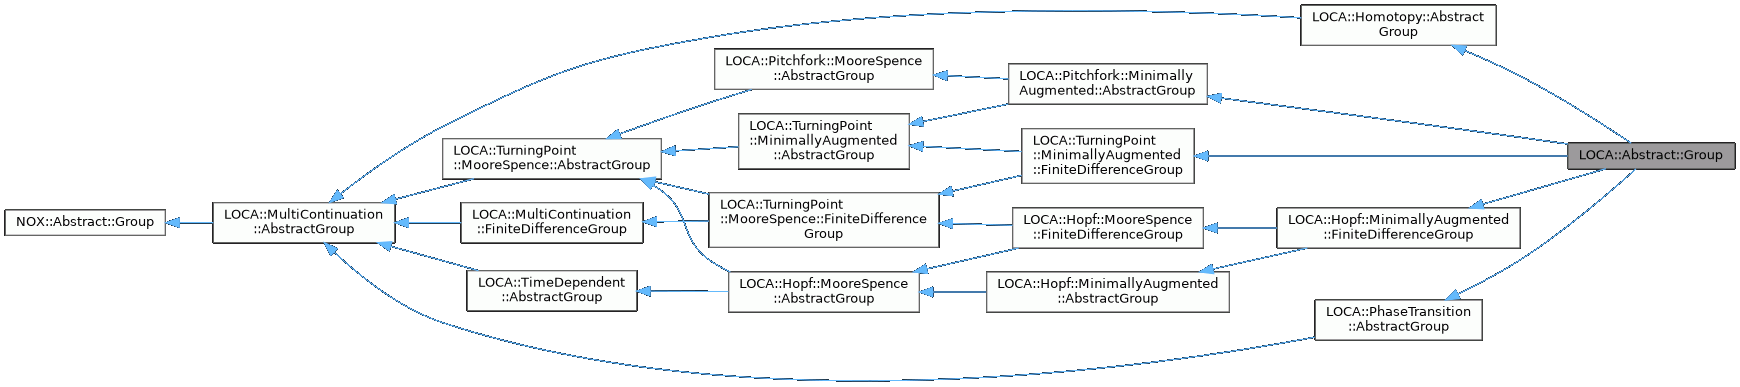 LOCA::Homotopy::Abstract
Group
LOCA::Pitchfork::MooreSpence
::AbstractGroup
LOCA::Pitchfork::Minimally
Augmented::AbstractGroup
LOCA::TurningPoint
::MinimallyAugmented
::AbstractGroup
LOCA::TurningPoint
::MooreSpence::AbstractGroup
LOCA::TurningPoint
::MinimallyAugmented
::FiniteDifferenceGroup
LOCA::Abstract::Group
NOX::Abstract::Group
LOCA::MultiContinuation
::AbstractGroup
LOCA::MultiContinuation
::FiniteDifferenceGroup
LOCA::TurningPoint
::MooreSpence::FiniteDifference
Group
LOCA::Hopf::MooreSpence
::FiniteDifferenceGroup
LOCA::Hopf::MinimallyAugmented
::FiniteDifferenceGroup
LOCA::TimeDependent
::AbstractGroup
LOCA::Hopf::MooreSpence
::AbstractGroup
LOCA::Hopf::MinimallyAugmented
::AbstractGroup
LOCA::PhaseTransition
::AbstractGroup